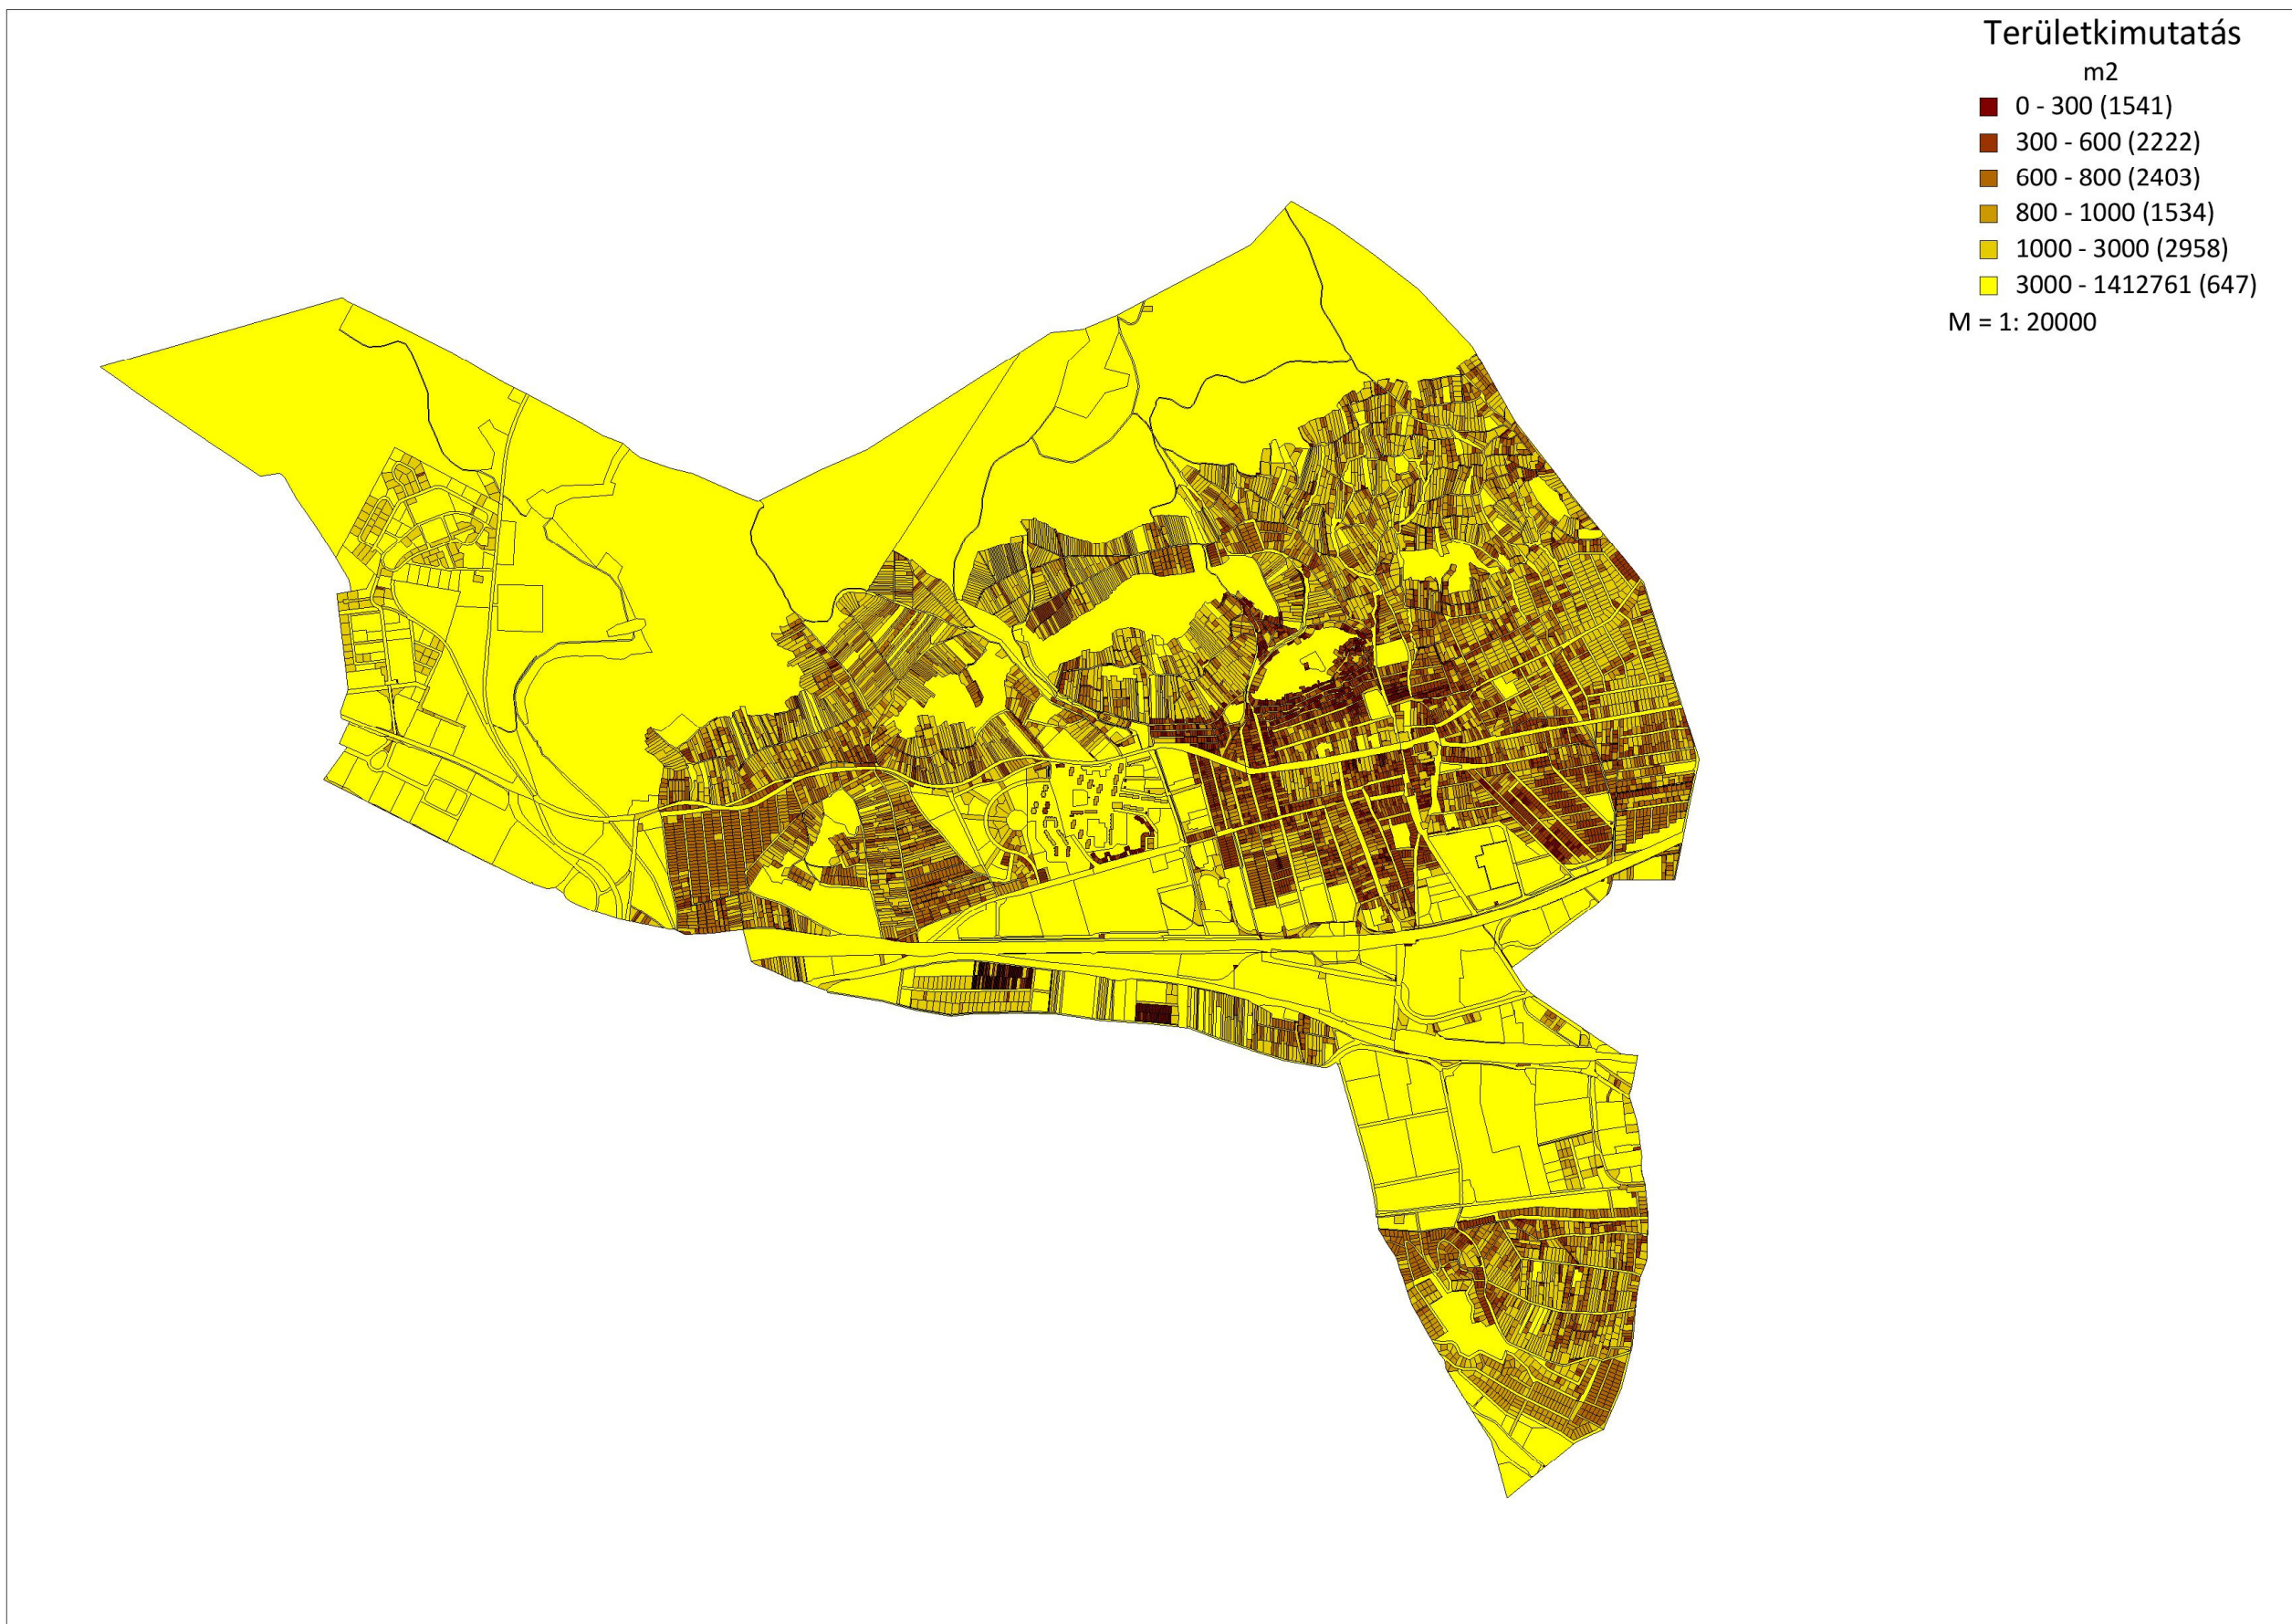 Területkimutatás
m2
0 - 300 (1541)
300 - 600 (2222)
600 - 800 (2403)
800 - 1000 (1534)
1000 - 3000 (2958)
3000 - 1412761 (647)
M = 1: 20000